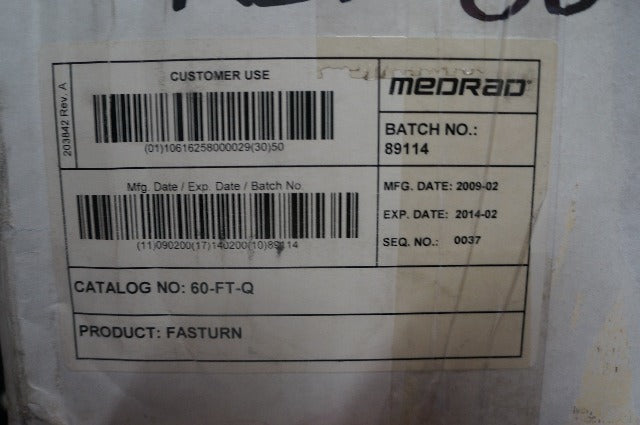 CUSTOMER USE
(01)10616258000029(30)50
203842 Rev. A
medrad
BATCH NO.:
89114
Mfg. Date / Exp. Date / Batch No.
(11)090200(17)140200(10)89114
MFG. DATE: 2009-02
EXP. DATE: 2014-02
SEQ. NO.: 0037
CATALOG NO: 60-FT-Q
PRODUCT: FASTURN